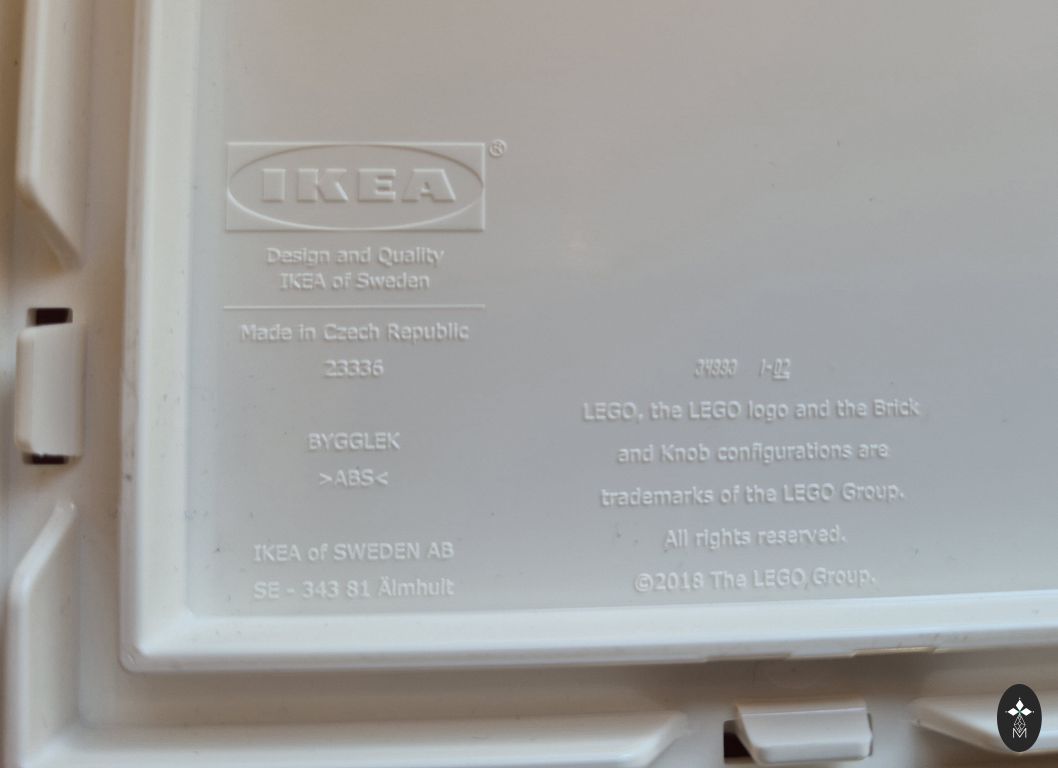 IKEA®
Design and Quality
IKEA of Sweden
Made in Czech Republic
23336
BYGGLEK
>ABS<
IKEA of SWEDEN AB
SE - 343 81 Älmhult
1-02
LEGO, the LEGO logo and the Brick
and Knob configurations are
trademarks of the LEGO Group.
All rights reserved.
©2018 The LEGO Group.
M